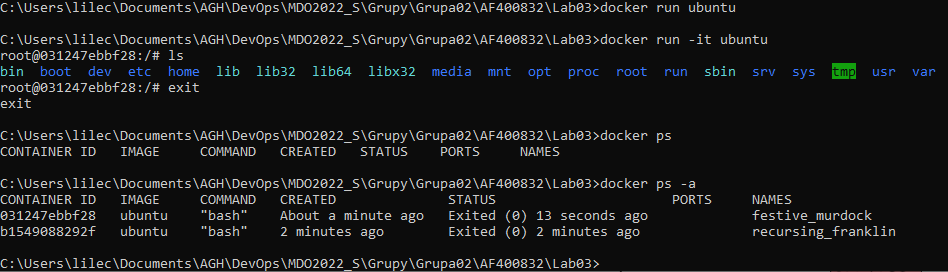 C:\Users\lilec\Documents\AGH\DevOps\MDO2022_S\Grupy\Grupa02\AF400832\Lab03>docker run ubuntu
C:\Users\lilec\Documents\AGH\DevOps\MDO2022_S\Grupy\Grupa02\AF400832\Lab03>docker run -it ubuntu
root@031247ebbf28:/# ls
bin boot dev etc home lib lib32 lib64 libx32 media mnt opt proc root run sbin srv sys tmp usr var
root@031247ebbf28:/# exit
exit
C:\Users\lilec\Documents\AGH\DevOps\MDO2022_S\Grupy\Grupa02\AF400832\Lab03>docker ps
CONTAINER ID IMAGE COMMAND CREATED STATUS PORTS NAMES
C:\Users\lilec\Documents\AGH\DevOps\MDO2022_S\Grupy\Grupa02\AF400832\Lab03>docker ps -a
CONTAINER ID IMAGE COMMAND CREATED STATUS PORTS NAMES
031247ebbf28 ubuntu "bash" About a minute ago Exited (0) 13 seconds ago festive_murdock
b1549088292f ubuntu "bash" 2 minutes ago Exited (0) 2 minutes ago recursing_franklin
C:\Users\lilec\Documents\AGH\DevOps\MDO2022_S\Grupy\Grupa02\AF400832\Lab03>